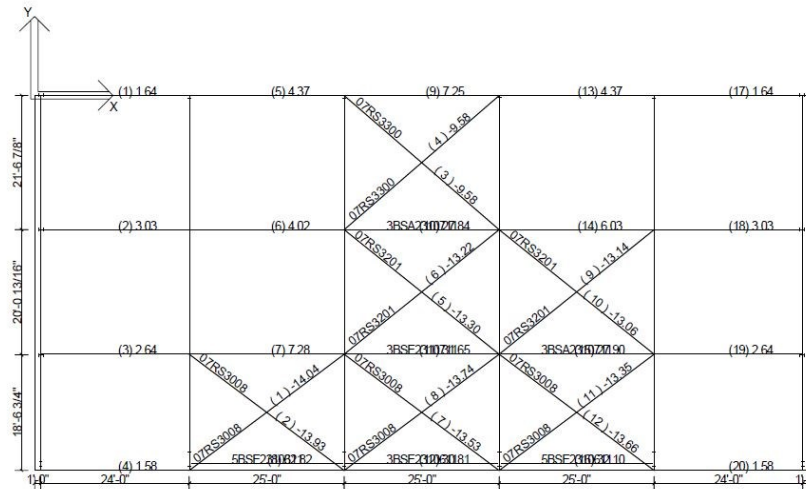 Y
X
(1) 1.64
(5) 4.37
(9) 7.25
(13) 4.37
(17) 1.64
07RS3300
( 4 ) -9.58
21'-6 7/8"
( 3 ) -9.58
07RS3300
(2) 3.03
(6) 4.02
(14) 6.03
(18) 3.03
07RS3201
( 6 ) -13.22
07RS3201
( 9 ) -13.14
20'-0 13/16"
( 5 ) -13.30
( 10 ) -13.06
07RS3201
07RS3201
(3) 2.64
(7) 7.28
(19) 2.64
07RS3008
( 1 ) -14.04
07RS3008
( 8 ) -13.74
07RS3008
( 11 ) -13.35
18'-6 3/4"
( 2 ) -13.93
( 7 ) -13.53
( 12 ) -13.66
07RS3008
07RS3008
07RS3008
(4) 1.58
(20) 1.58
24'-0"
25'-0"
25'-0"
25'-0"
24'-0"